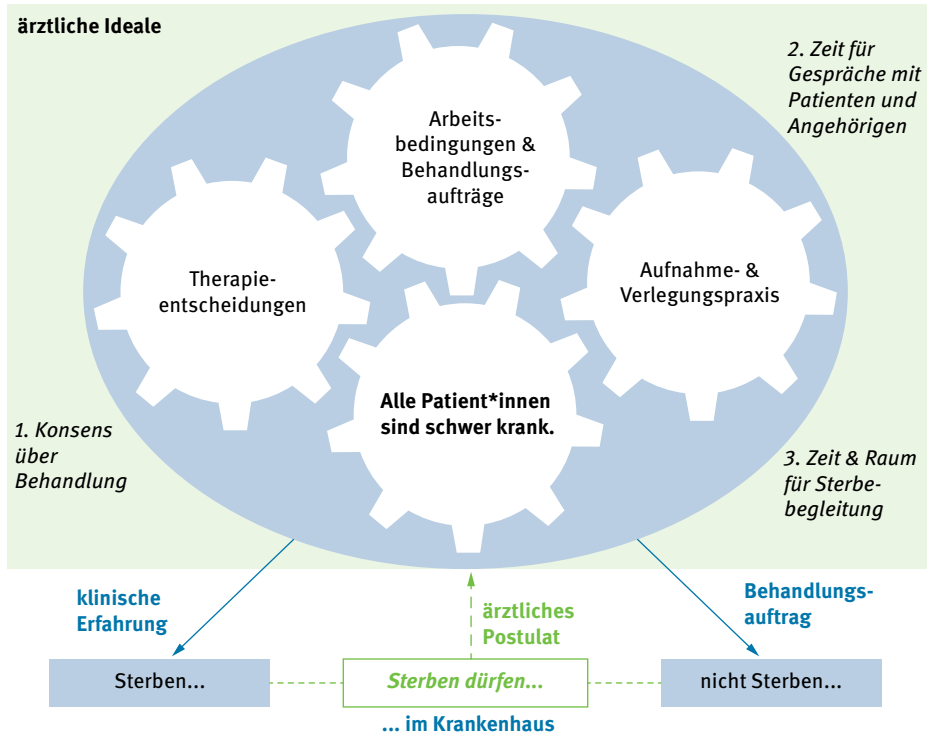 ärztliche Ideale
2. Zeit für
Gespräche mit
Patienten und
Angehörigen
Arbeits-
bedingungen &
Behandlungs-
aufträge
Therapie-
entscheidungen
Aufnahme- &
Verlegungspraxis
Alle Patient*innen
sind schwer krank.
1. Konsens
über
Behandlung
3. Zeit & Raum
für Sterbe-
begleitung
klinische
Erfahrung
ärztliches
Postulat
Behandlungs-
auftrag
Sterben...
Sterben dürfen...
nicht Sterben...
... im Krankenhaus